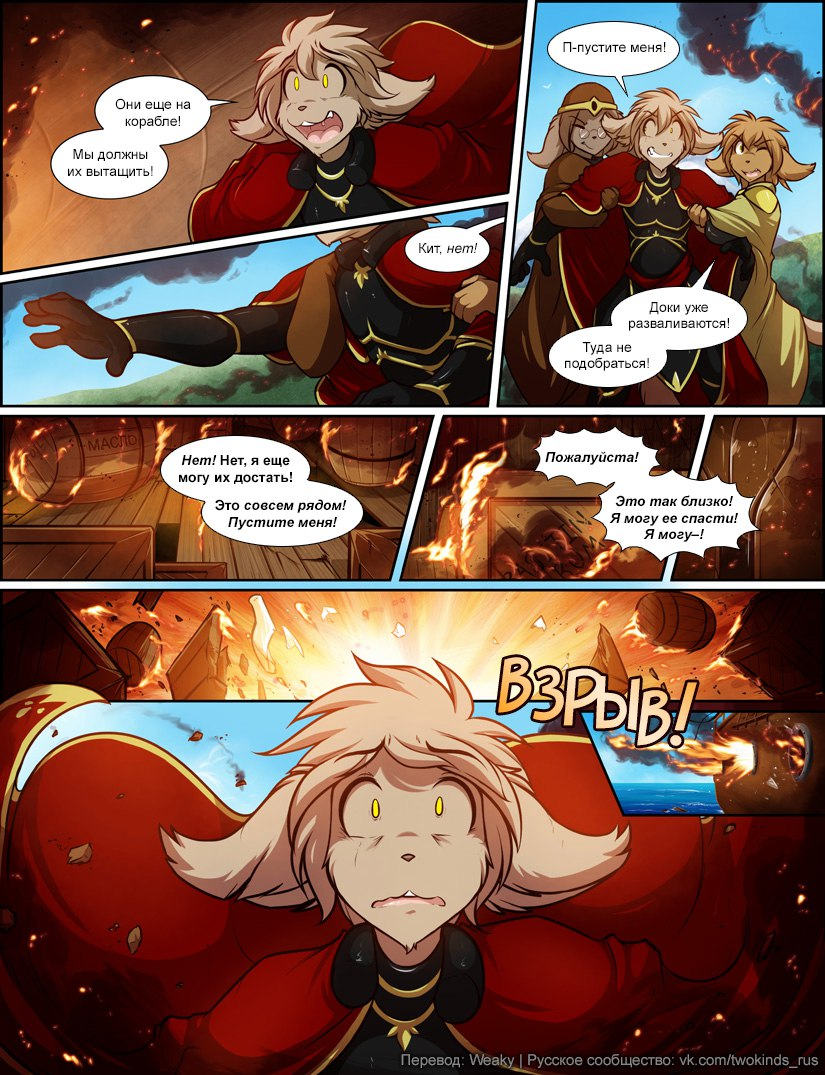 Они еще на
корабле!
Мы должны
их вытащить!
П-пустите меня!
Кит, нет!
Доки уже
разваливаются!
Туда не
подобраться!
МАСЛО
Нет! Нет, я еще
могу их достать!
Это совсем рядом!
Пустите меня!
Пожалуйста!
Это так близко!
Я могу ее спасти!
Я могу–!
ВЗРЫВ!
Перевод: Weaky | Русское сообщество: vk.com/twokinds_rus